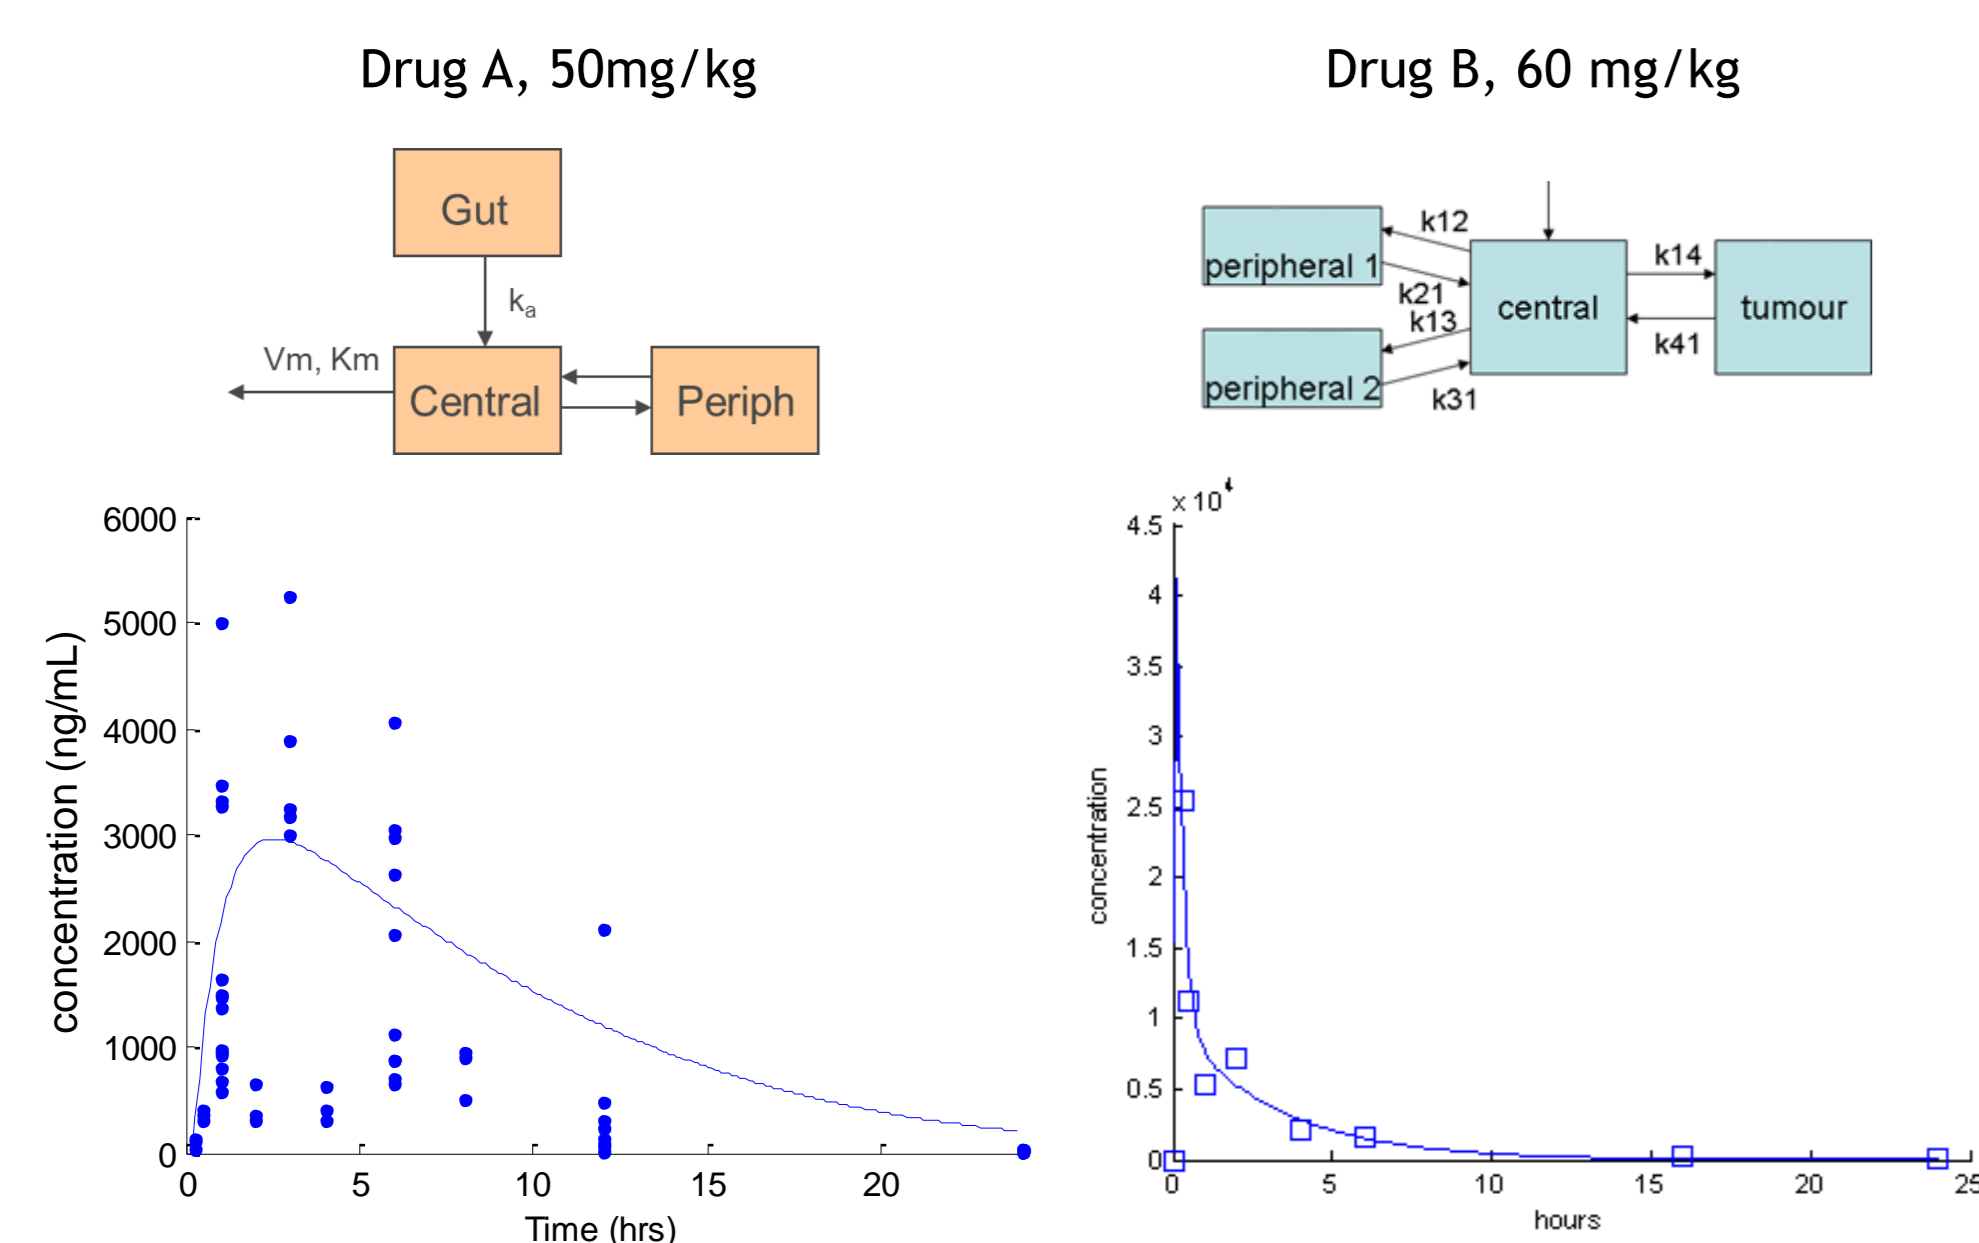 Drug A, 50mg/kg
Gut
ka
Vm, Km
Central
Periph
6000
5000
4000
3000
2000
1000
0
concentration (ng/mL)
0 5 10 15 20
Time (hrs)
Drug B, 60 mg/kg
k12
peripheral 1
k21
k13
peripheral 2
k31
central
k14
k41
tumour
x 10^4
4.5
4
3.5
3
2.5
2
1.5
1
0.5
0
concentration
0 5 10 15 20 25
hours